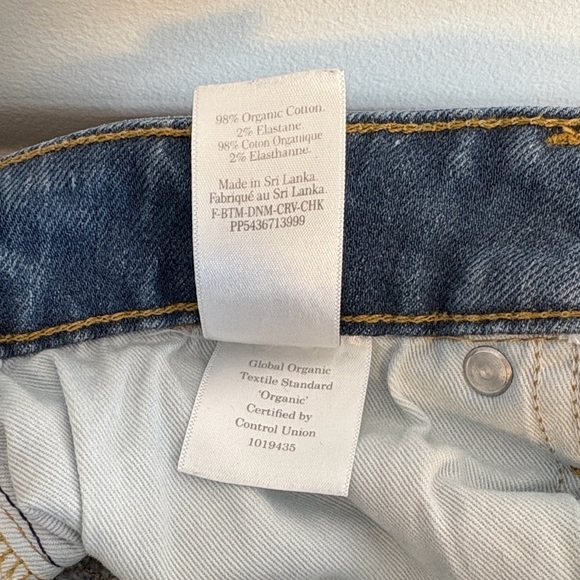 98% Organic Cotton.
2% Elastane
98% Coton Organique
2% Elasthanne.
Made in Sri Lanka.
Fabriqué au Sri Lanka.
F-BTM-DNM-CRV-CHK
PP5436713999
Global Organic
Textile Standard
'Organic'
Certified by
Control Union
1019435